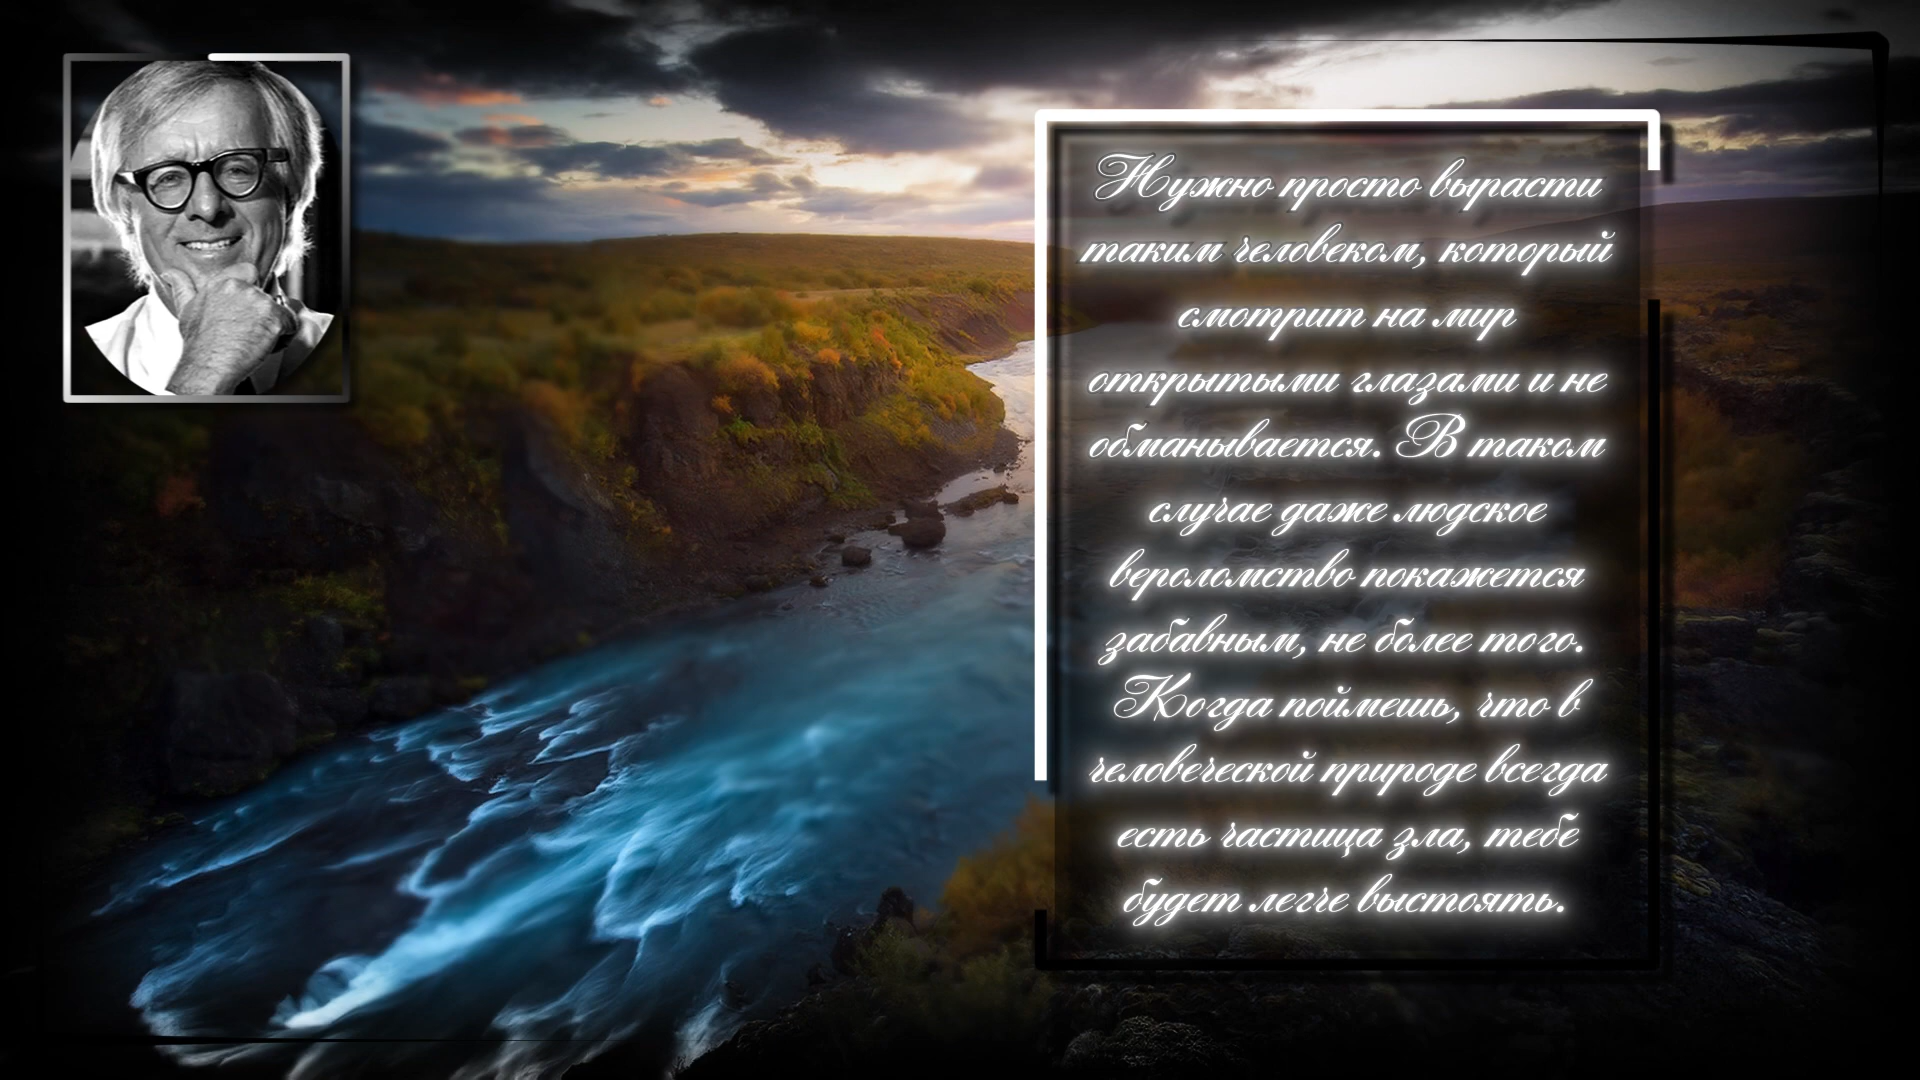 Нужно просто вырасти
таким человеком, который
смотрит на мир
открытыми глазами и не
обманывается. В таком
случае даже людское
вероломство покажется
забавным, не более того.
Когда поймешь, что в
человеческой природе всегда
есть частица зла, тебе
будет легче выстоять.